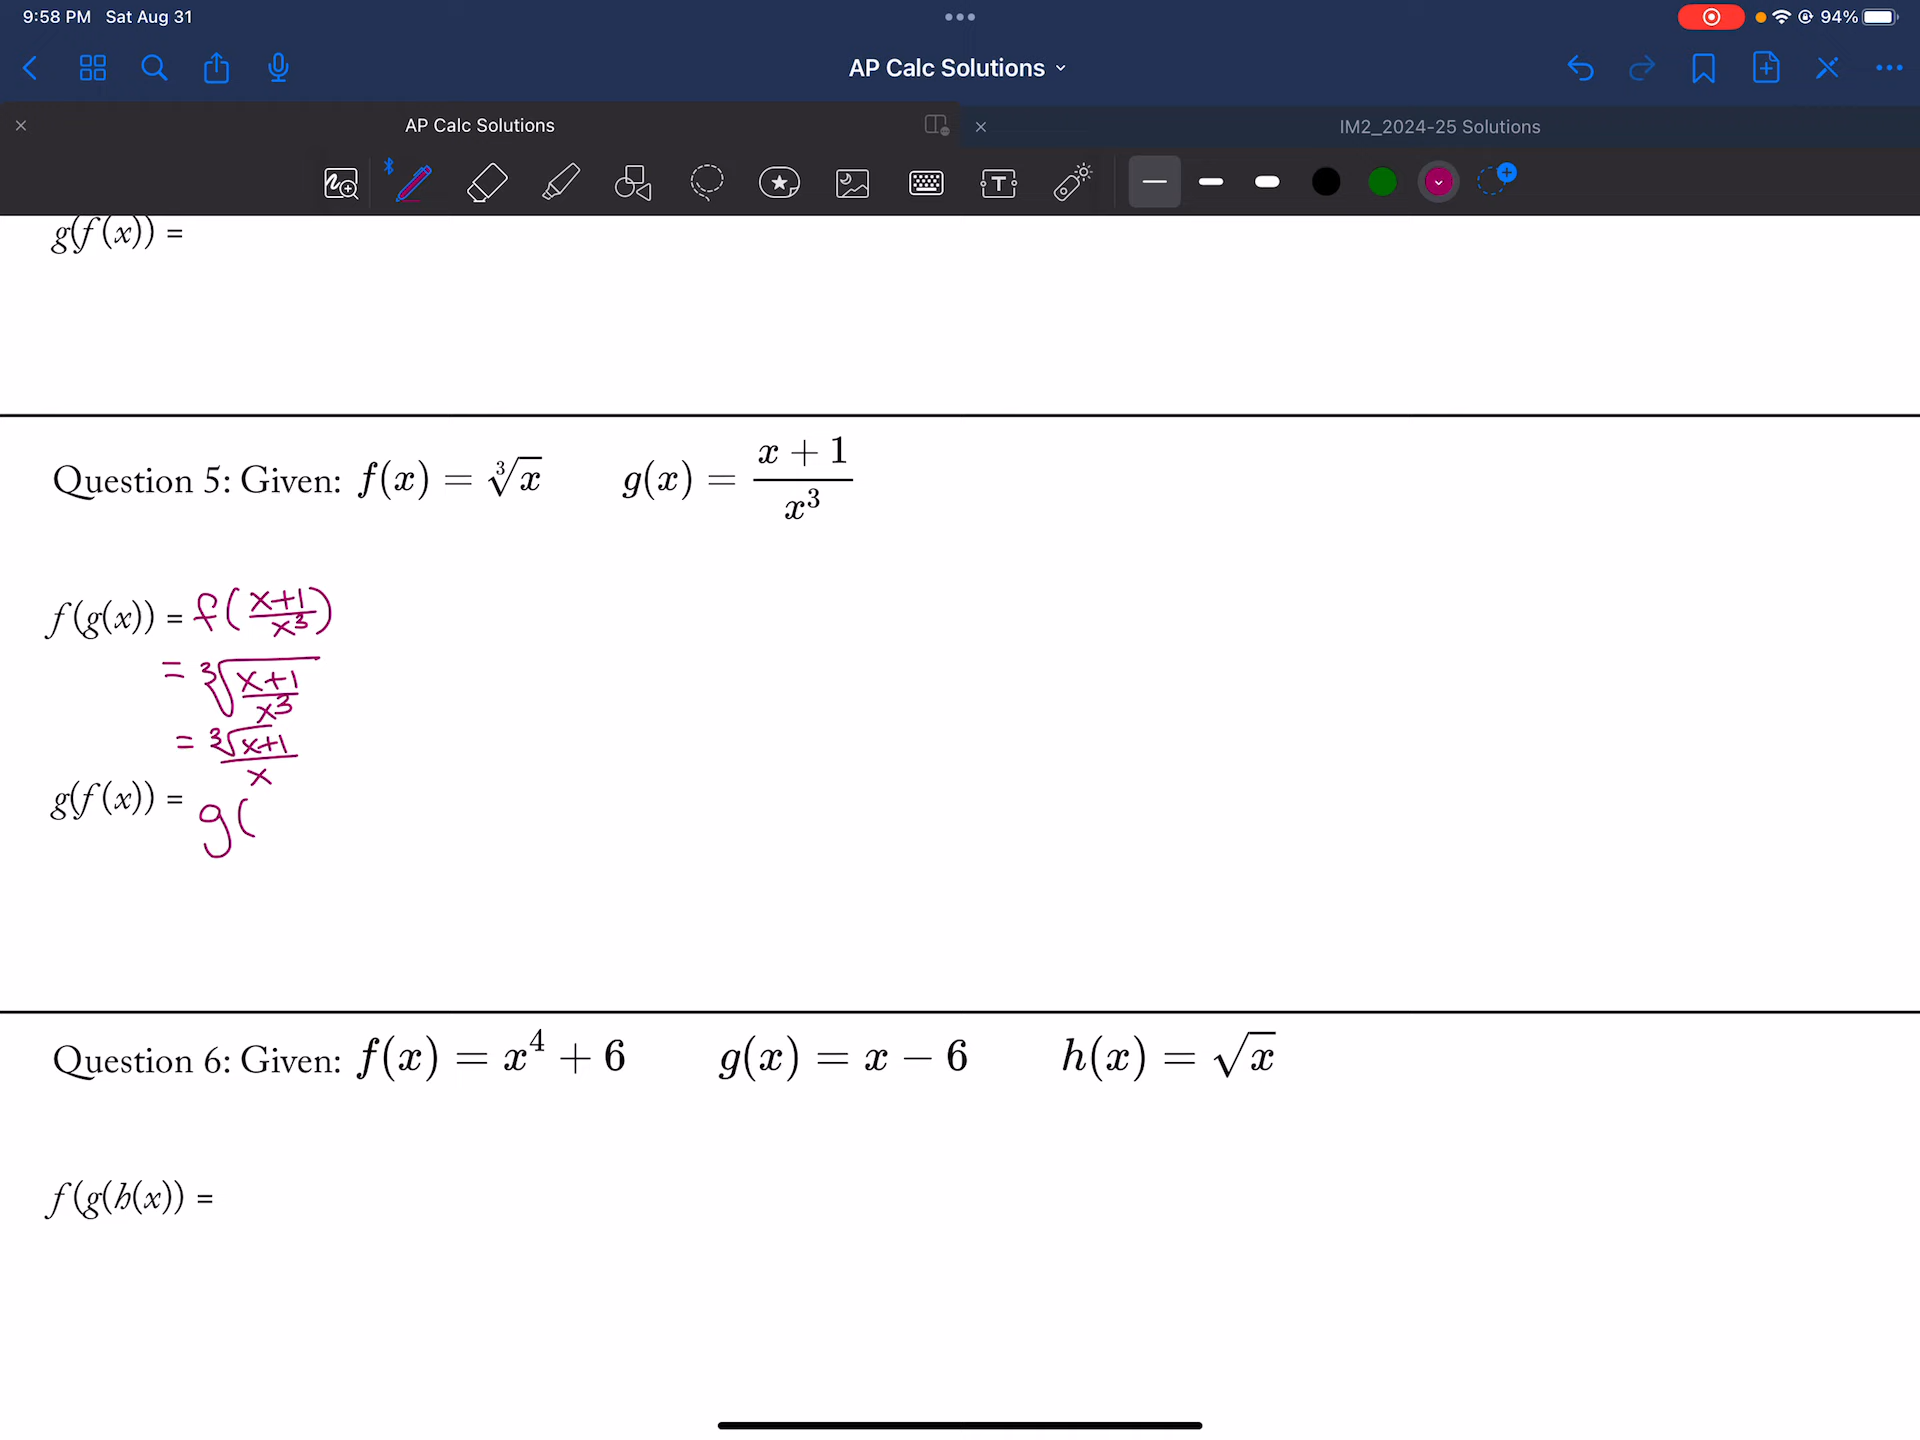 9:58 PM Sat Aug 31
94%
AP Calc Solutions
AP Calc Solutions
IM2_2024-25 Solutions
g(f(x)) =
Question 5: Given: f(x) = ∛x g(x) = (x + 1)/x³
f(g(x)) = f((x+1)/x³)
= ∛((x+1)/x³)
= ∛(x+1)/x
g(f(x)) = g(
Question 6: Given: f(x) = x⁴ + 6 g(x) = x − 6 h(x) = √x
f(g(h(x)) =